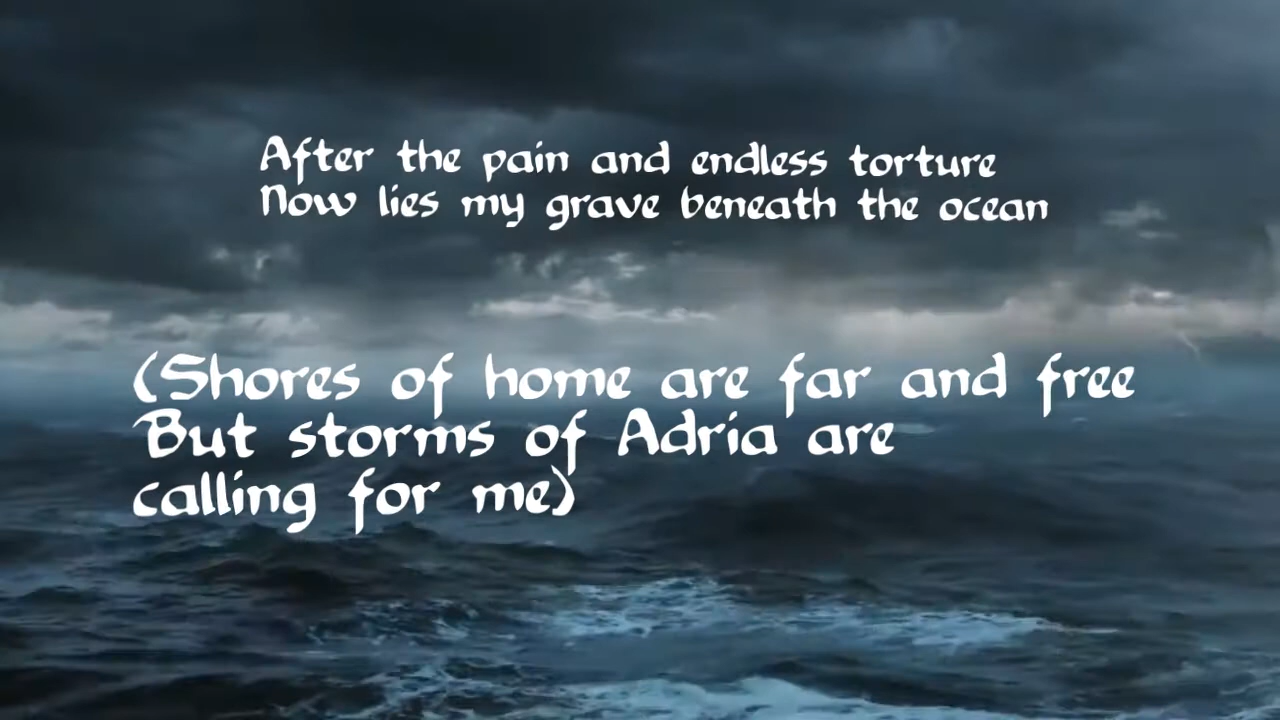 After the pain and endless torture
Now lies my grave beneath the ocean
(Shores of home are far and free
But storms of Adria are
calling for me)